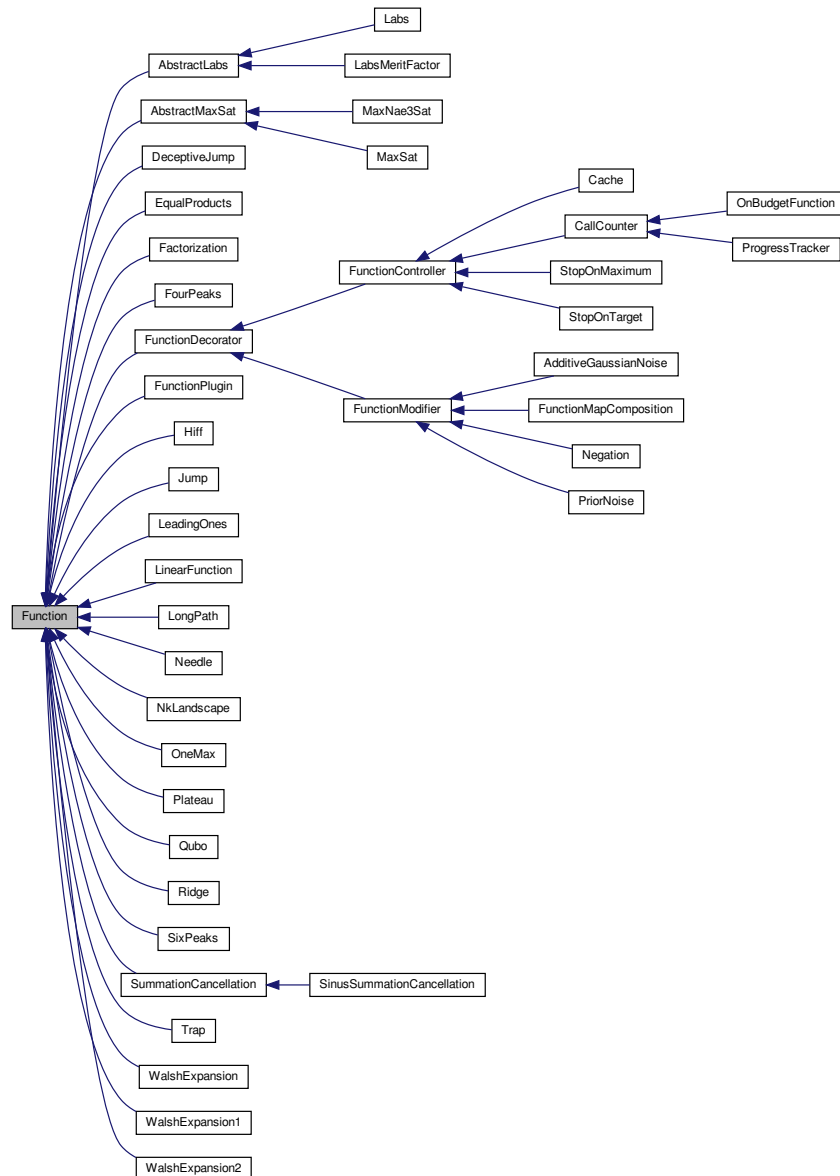 Labs
AbstractLabs
LabsMeritFactor
AbstractMaxSat
MaxNae3Sat
DeceptiveJump
MaxSat
Cache
EqualProducts
OnBudgetFunction
CallCounter
Factorization
ProgressTracker
FunctionController
StopOnMaximum
FourPeaks
StopOnTarget
FunctionDecorator
AdditiveGaussianNoise
FunctionPlugin
FunctionModifier
FunctionMapComposition
Hiff
Negation
Jump
PriorNoise
LeadingOnes
LinearFunction
Function
LongPath
Needle
NkLandscape
OneMax
Plateau
Qubo
Ridge
SixPeaks
SummationCancellation
SinusSummationCancellation
Trap
WalshExpansion
WalshExpansion1
WalshExpansion2